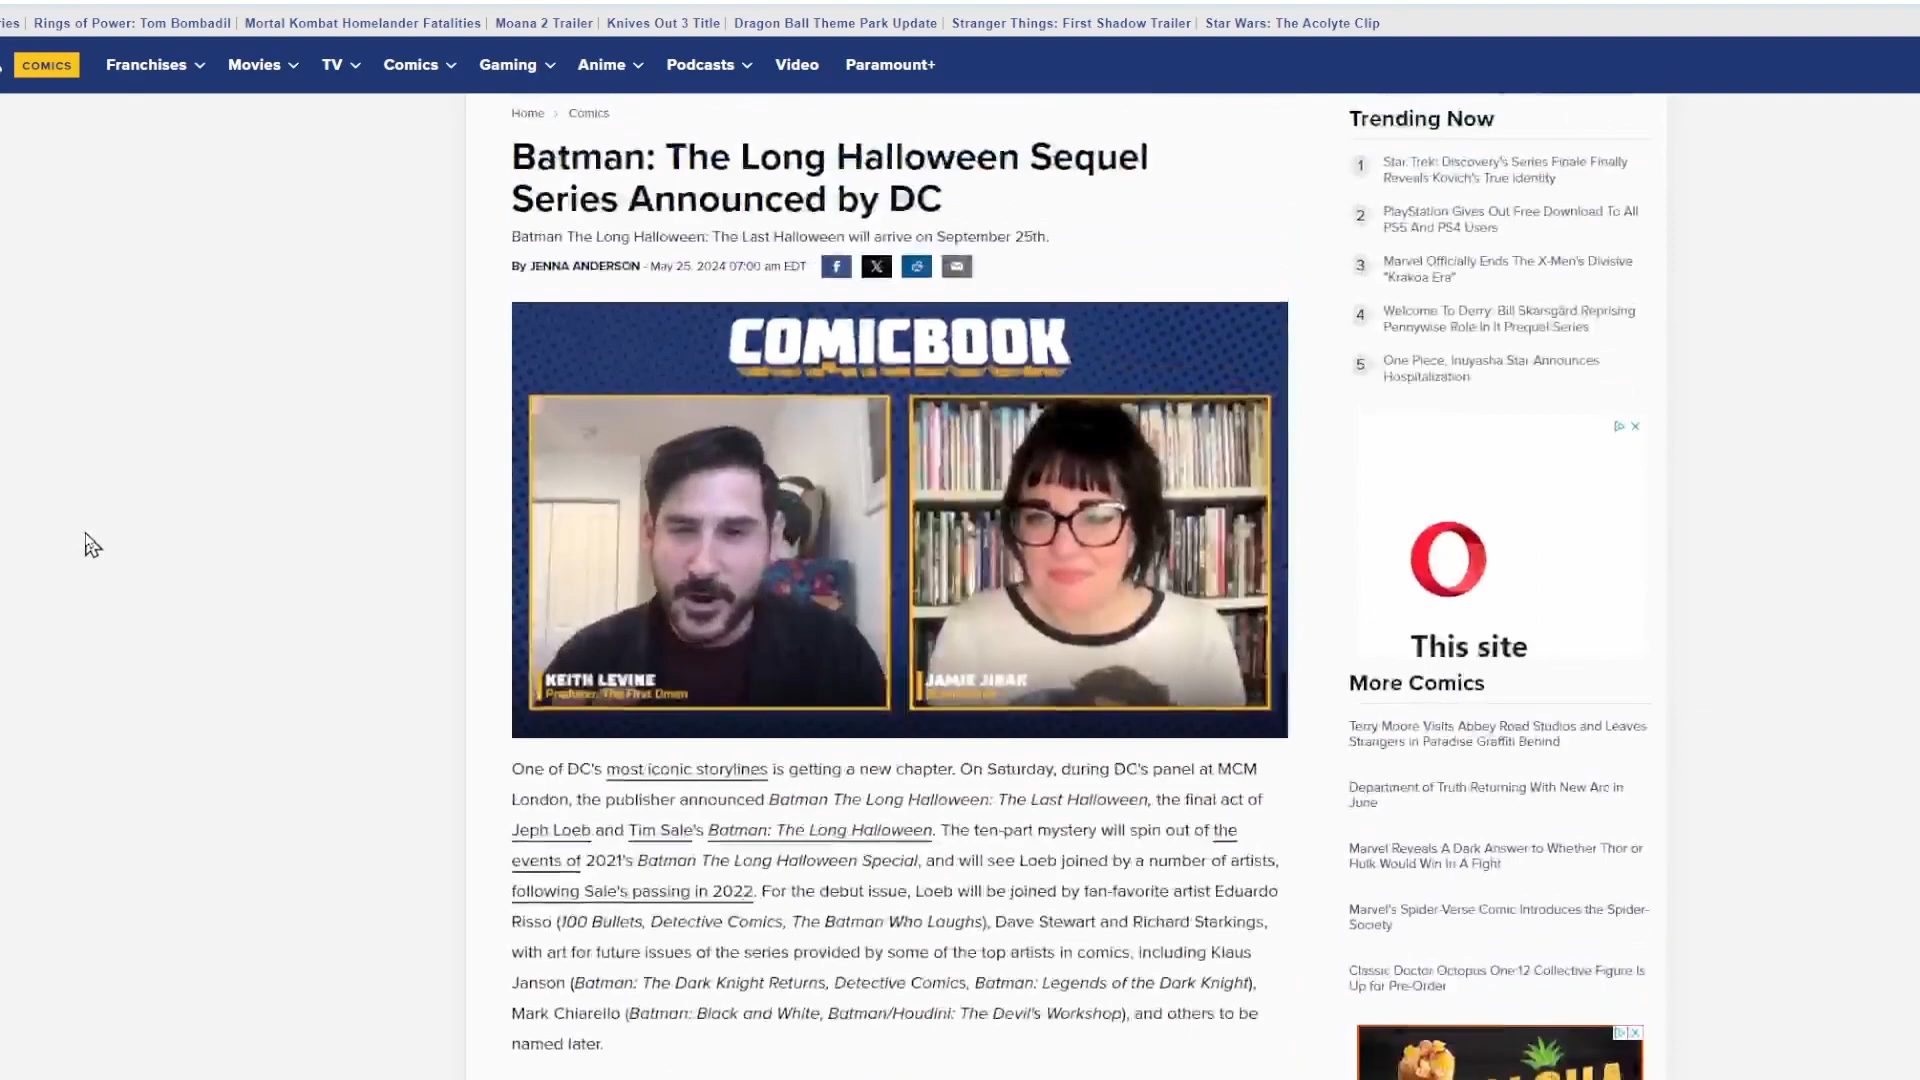 Rings of Power: Tom Bombadil | Mortal Kombat Homelander Fatalities | Moana 2 Trailer | Knives Out 3 Title | Dragon Ball Theme Park Update | Stranger Things: First Shadow Trailer | Star Wars: The Acolyte Clip
COMICS Franchises Movies TV Comics Gaming Anime Podcasts Video Paramount+
Home > Comics
Batman: The Long Halloween Sequel
Series Announced by DC
Batman The Long Halloween: The Last Halloween will arrive on September 25th.
By JENNA ANDERSON - May 25, 2024 07:00 am EDT
COMICBOOK
KEITH LEVINE
Producer, The First Omen
JAMIE JIRAK
One of DC's most iconic storylines is getting a new chapter. On Saturday, during DC's panel at MCM
London, the publisher announced Batman The Long Halloween: The Last Halloween, the final act of
Jeph Loeb and Tim Sale's Batman: The Long Halloween. The ten-part mystery will spin out of the
events of 2021's Batman The Long Halloween Special, and will see Loeb joined by a number of artists,
following Sale's passing in 2022. For the debut issue, Loeb will be joined by fan-favorite artist Eduardo
Risso (100 Bullets, Detective Comics, The Batman Who Laughs), Dave Stewart and Richard Starkings,
with art for future issues of the series provided by some of the top artists in comics, including Klaus
Janson (Batman: The Dark Knight Returns, Detective Comics, Batman: Legends of the Dark Knight),
Mark Chiarello (Batman: Black and White, Batman/Houdini: The Devil's Workshop), and others to be
named later.
Trending Now
1 Star Trek: Discovery's Series Finale Finally
Reveals Kovich's True Identity
2 PlayStation Gives Out Free Download To All
PS5 And PS4 Users
3 Marvel Officially Ends The X-Men's Divisive
"Krakoa Era"
4 Welcome To Derry: Bill Skarsgård Reprising
Pennywise Role In It Prequel Series
5 One Piece, Inuyasha Star Announces
Hospitalization
This site
More Comics
Terry Moore Visits Abbey Road Studios and Leaves
Strangers in Paradise Graffiti Behind
Department of Truth Returning With New Arc in
June
Marvel Reveals A Dark Answer to Whether Thor or
Hulk Would Win In A Fight
Marvel's Spider-Verse Comic Introduces the Spider-
Society
Classic Doctor Octopus One:12 Collective Figure Is
Up for Pre-Order